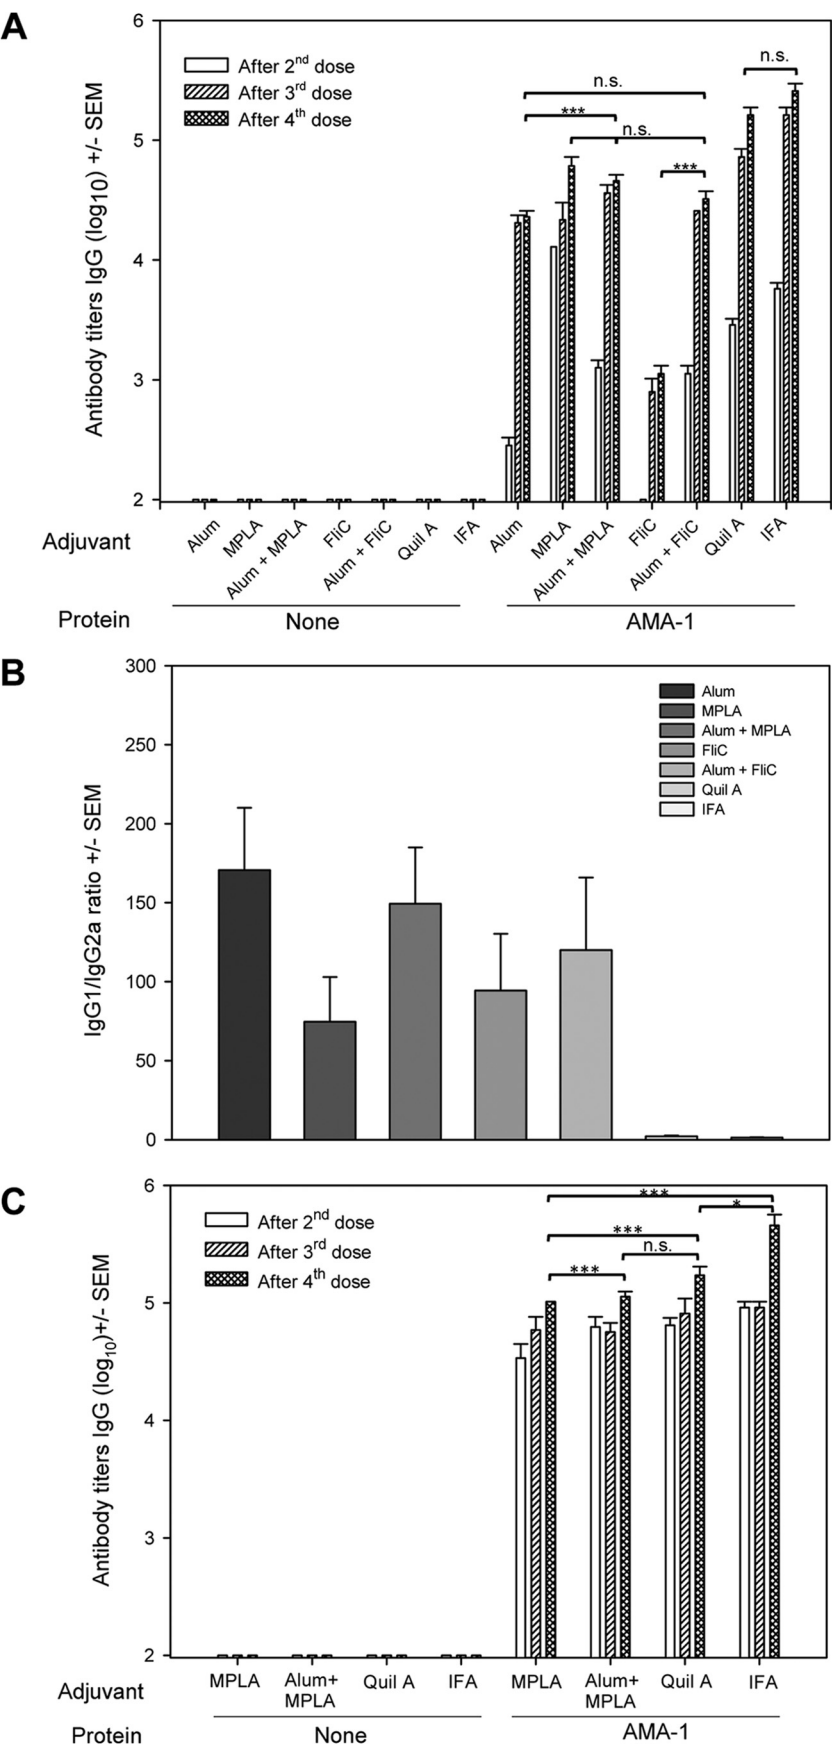 A
6
5
4
3
2
Antibody titers IgG (log10) +/- SEM
After 2nd dose
After 3rd dose
After 4th dose
n.s.
***
n.s.
***
n.s.
Adjuvant
Alum
MPLA
Alum + MPLA
FliC
Alum + FliC
Quil A
IFA
Alum
MPLA
Alum + MPLA
FliC
Alum + FliC
Quil A
IFA
Protein
None
AMA-1
B
300
250
200
150
100
50
0
IgG1/IgG2a ratio +/- SEM
Alum
MPLA
Alum + MPLA
FliC
Alum + FliC
Quil A
IFA
C
6
5
4
3
2
Antibody titers IgG (log10)+/- SEM
After 2nd dose
After 3rd dose
After 4th dose
***
*
***
n.s.
***
Adjuvant
MPLA
Alum+
MPLA
Quil A
IFA
MPLA
Alum+
MPLA
Quil A
IFA
Protein
None
AMA-1